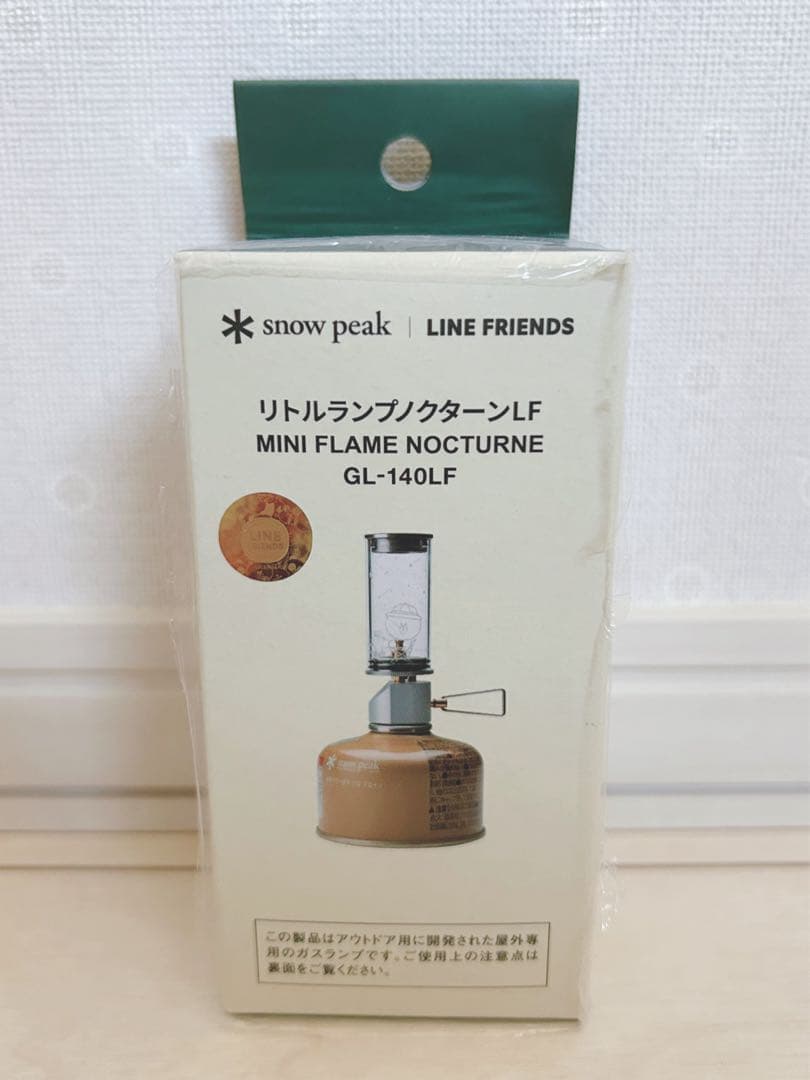 snow peak | LINE FRIENDS
リトルランプノクターンLF
MINI FLAME NOCTURNE
GL-140LF
LINE
FRIENDS
snow peak
この製品はアウトドア用に開発された屋外専
用のガスランプです。ご使用上の注意点は
裏面をご覧ください。